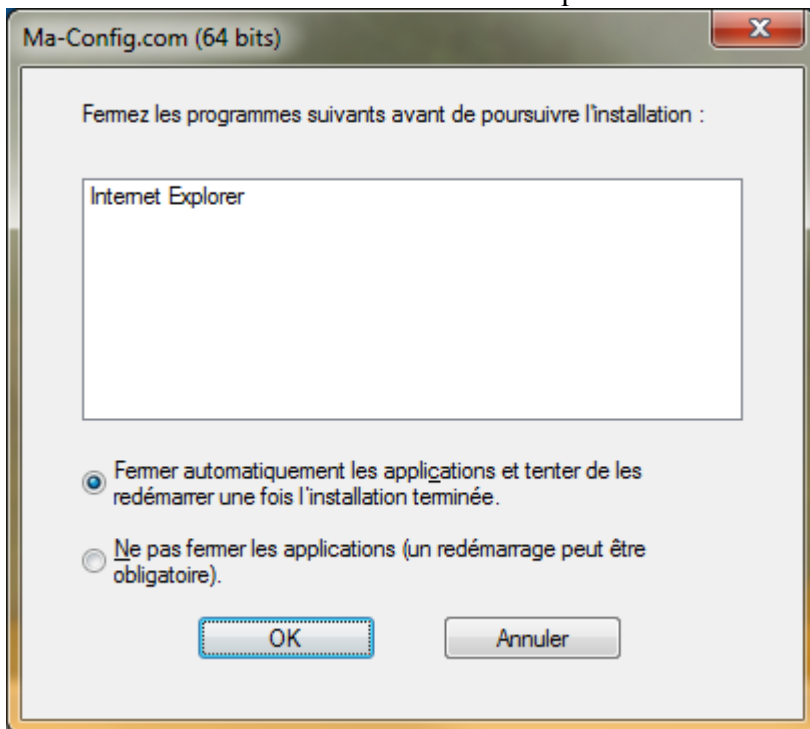 Ma-Config.com (64 bits)
Fermez les programmes suivants avant de poursuivre l'installation :
Internet Explorer
Fermer automatiquement les applications et tenter de les
redémarrer une fois l'installation terminée.
Ne pas fermer les applications (un redémarrage peut être
obligatoire).
OK
Annuler